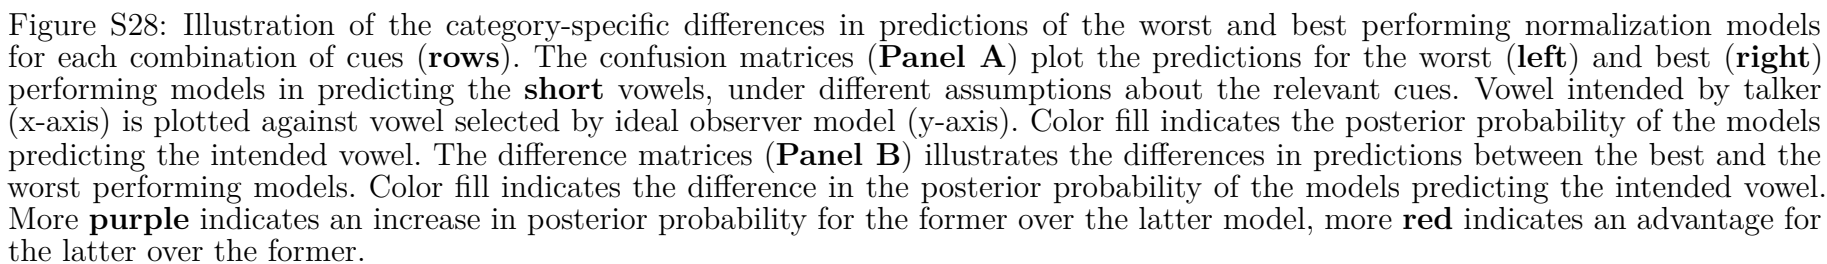 Figure S28: Illustration of the category-specific differences in predictions of the worst and best performing normalization models
for each combination of cues (rows). The confusion matrices (Panel A) plot the predictions for the worst (left) and best (right)
performing models in predicting the short vowels, under different assumptions about the relevant cues. Vowel intended by talker
(x-axis) is plotted against vowel selected by ideal observer model (y-axis). Color fill indicates the posterior probability of the models
predicting the intended vowel. The difference matrices (Panel B) illustrates the differences in predictions between the best and the
worst performing models. Color fill indicates the difference in the posterior probability of the models predicting the intended vowel.
More purple indicates an increase in posterior probability for the former over the latter model, more red indicates an advantage for
the latter over the former.